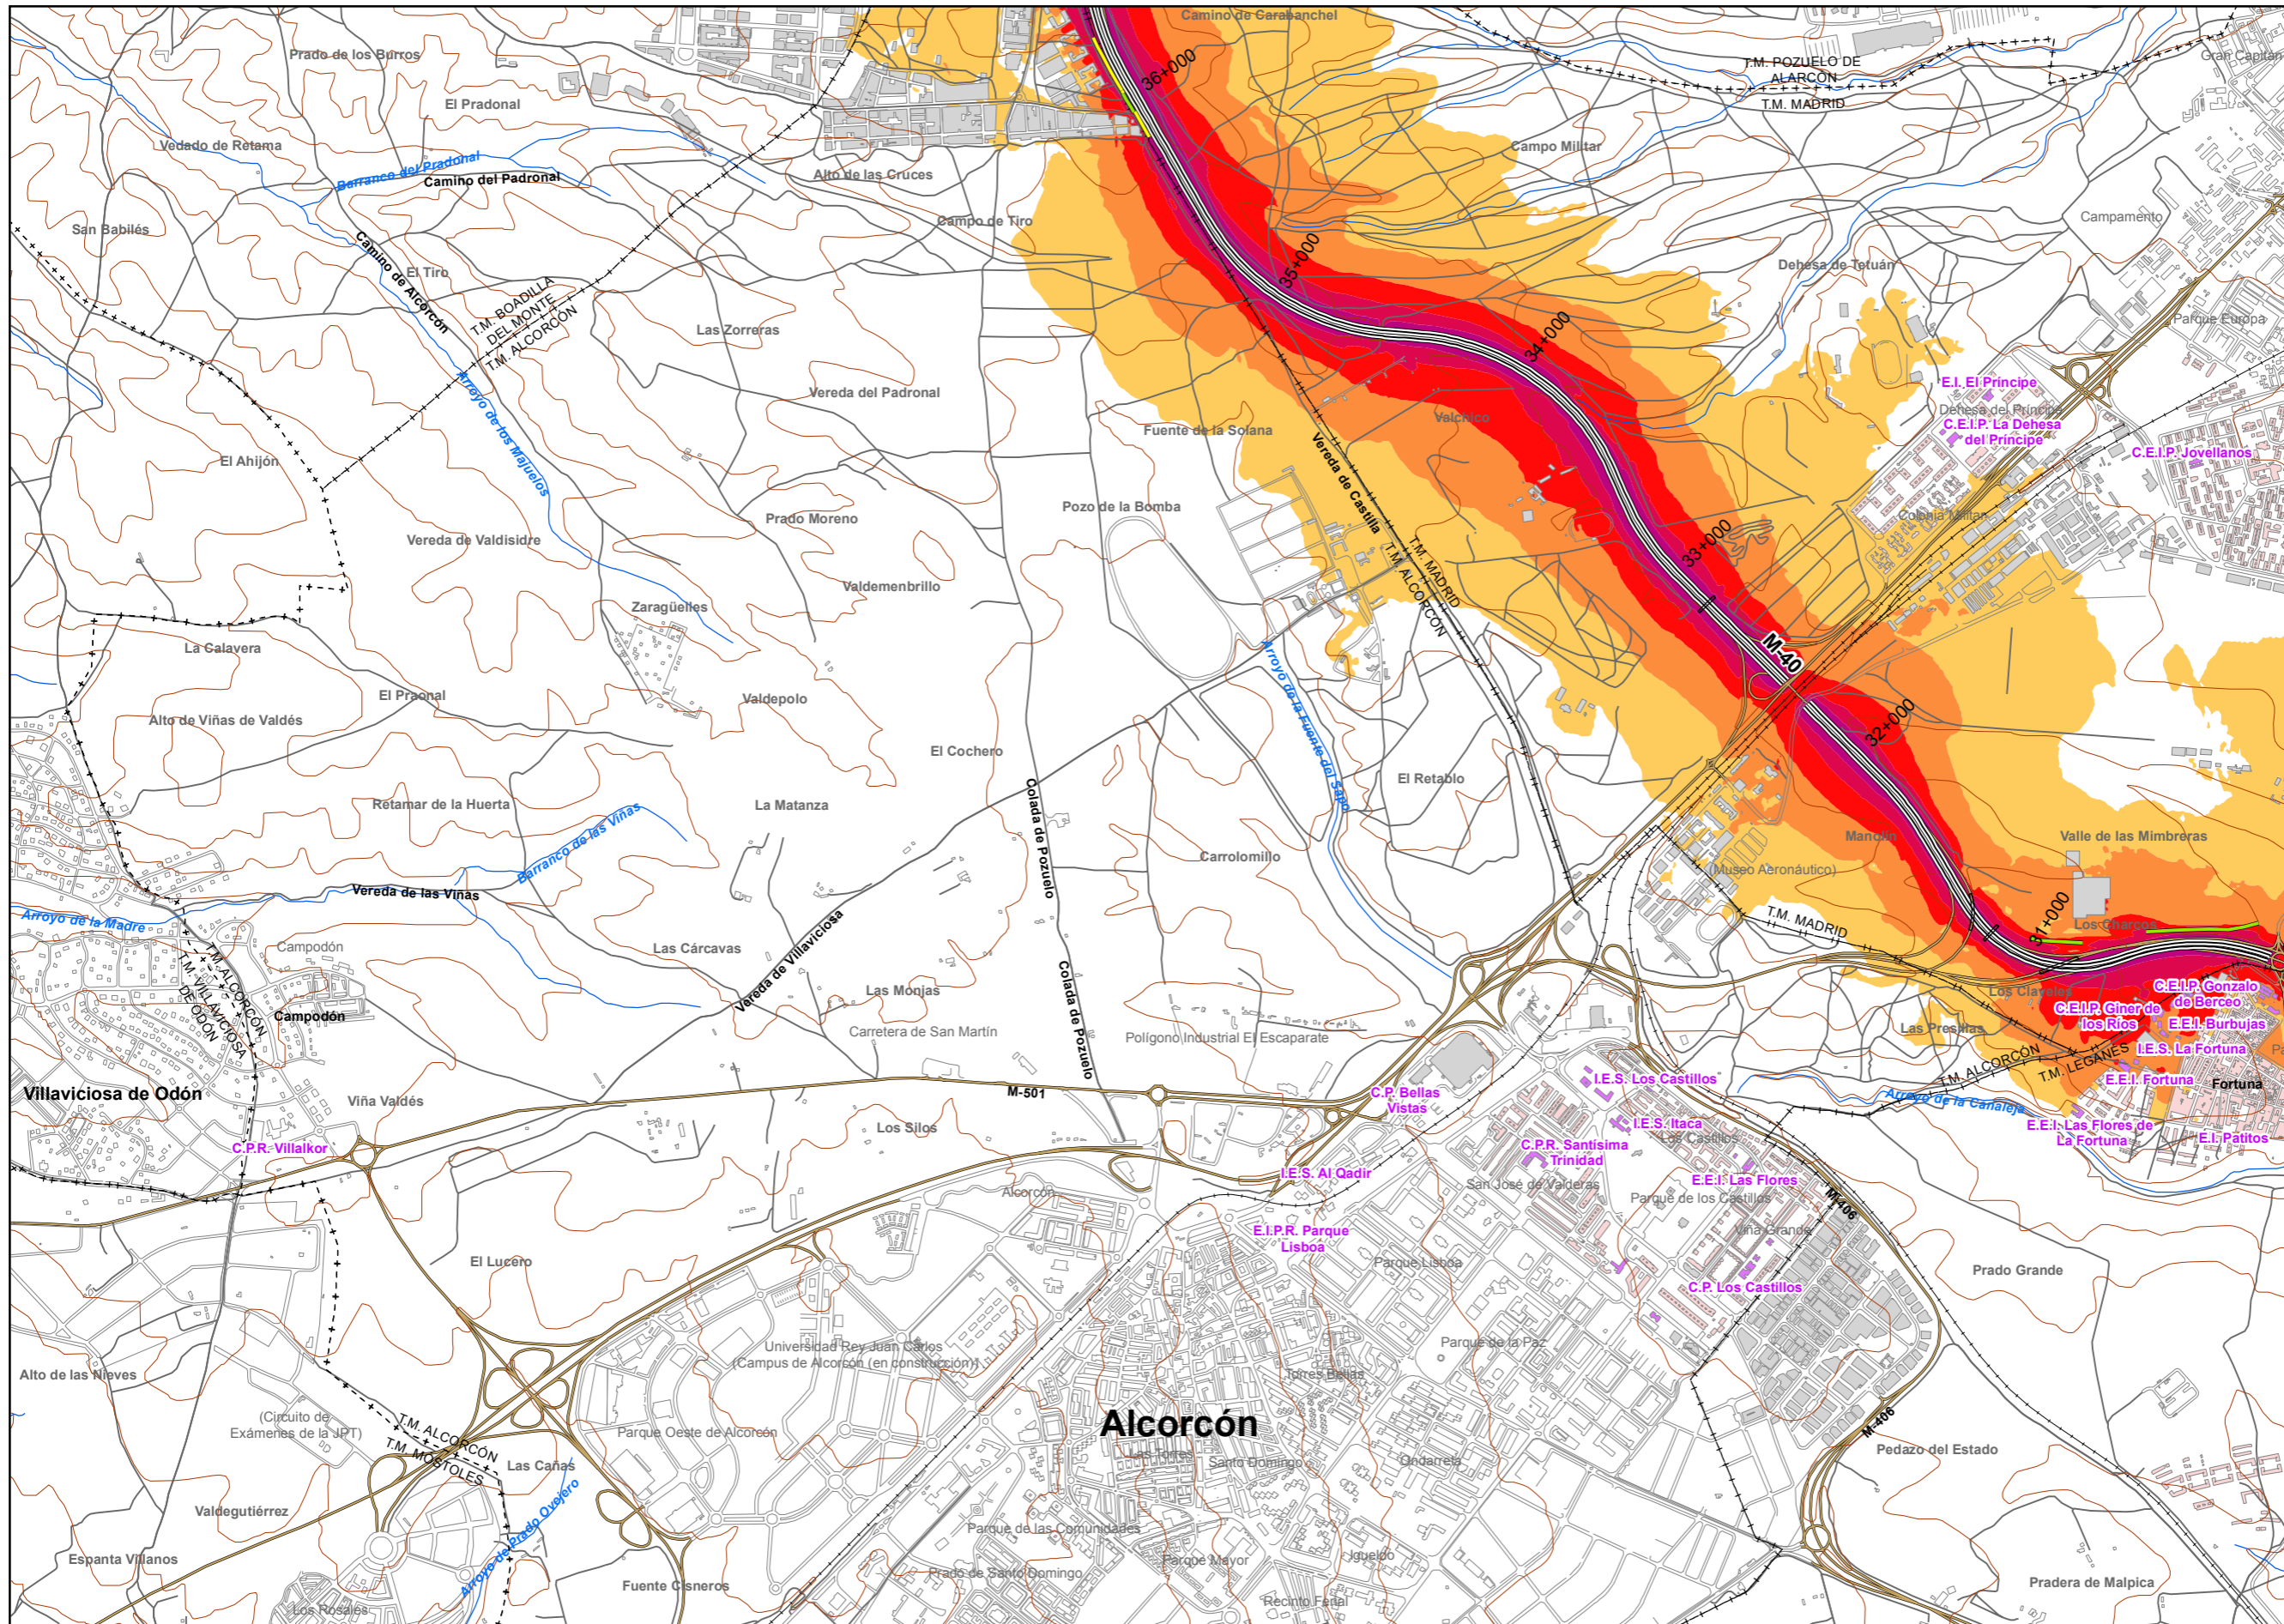 Camino de Carabanchel
Prado de los Burros
36+000
T.M. POZUELO DE
ALARCÓN
T.M. MADRID
Gran Capitán
El Pradonal
Vedado de Retama
Barranco del Pradonal
Camino del Padronal
Alto de las Cruces
Campo Militar
San Babilés
Campo de Tiro
Campamento
Camino de Alcorcón
El Tiro
35+000
Dehesa de Tetuán
T.M. BOADILLA
DEL MONTE
T.M. ALCORCÓN
Las Zorreras
34+000
Parque Europa
Arroyo de los Majuelos
Vereda del Padronal
Fuente de la Solana
Valchico
E.I. El Príncipe
Dehesa del Príncipe
C.E.I.P. La Dehesa
del Príncipe
C.E.I.P. Jovellanos
El Ahijón
Vereda de Castilla
Pozo de la Bomba
Prado Moreno
Colonia Militar
Vereda de Valdisidre
T.M. MADRID
T.M. ALCORCÓN
33+000
Valdemenbrillo
Zaragüelles
La Calavera
M-40
El Praonal
Valdepolo
Arroyo de la Fuente del Sapo
Alto de Viñas de Valdés
32+000
El Cochero
El Retablo
Retamar de la Huerta
La Matanza
Colada de Pozuelo
Barranco de las Viñas
Carrolomillo
Manolín
Valle de las Mimbreras
(Museo Aeronáutico)
Vereda de las Viñas
Arroyo de la Madre
T.M. MADRID
31+000
Los Charcos
Campodón
Las Cárcavas
Vereda de Villaviciosa
T.M. ALCORCÓN
T.M. VILLAVICIOSA
DE ODÓN
Las Monjas
Colada de Pozuelo
Los Claveles
C.E.I.P. Gonzalo
de Berceo
C.E.I.P. Giner de
los Ríos
E.E.I. Burbujas
Campodón
Carretera de San Martín
Polígono Industrial El Escaparate
Las Presillas
I.E.S. La Fortuna
T.M. ALCORCÓN
T.M. LEGANÉS
E.E.I. Fortuna
Fortuna
I.E.S. Los Castillos
Villaviciosa de Odón
Viña Valdés
M-501
C.P. Bellas
Vistas
Arroyo de la Canaleja
Los Silos
I.E.S. Itaca
Los Castillos
E.E.I. Las Flores de
La Fortuna
E.I. Patitos
C.P.R. Villalkor
C.P.R. Santísima
Trinidad
I.E.S. Al Qadir
San José de Valderas
E.E.I. Las Flores
Alcorcón
Parque de los Castillos
M-406
E.I.P.R. Parque
Lisboa
Viña Grande
El Lucero
Parque Lisboa
Prado Grande
C.P. Los Castillos
Universidad Rey Juan Carlos
(Campus de Alcorcón (en construcción)
Parque de la Paz
Alto de las Nieves
Torres Bellas
(Circuito de
Exámenes de la JPT)
T.M. ALCORCÓN
T.M. MÓSTOLES
Parque Oeste de Alcorcón
Alcorcón
M-406
Las Cañas
Las Torres
Santo Domingo
Ondarreta
Pedazo del Estado
Valdegutiérrez
Arroyo de Prado Ovejero
Parque de las Comunidades
Espanta Villanos
Parque Mayor
Igueldo
Fuente Cisneros
Prado de Santo Domingo
Los Rosales
Recinto Ferial
Pradera de Malpica